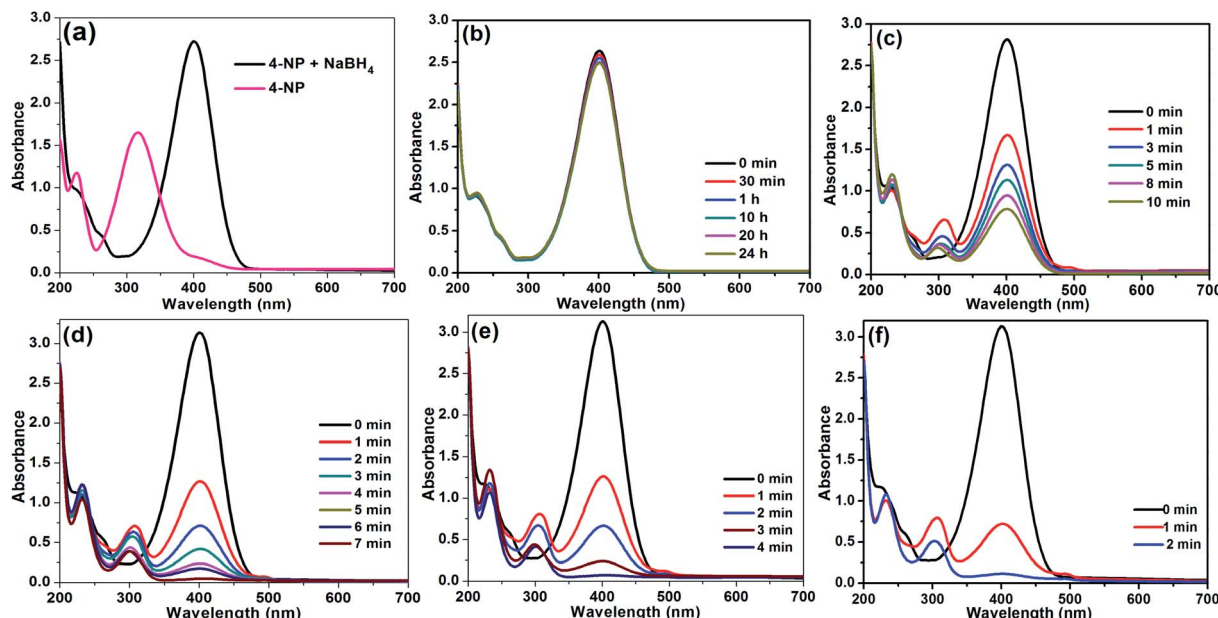 (a)
4-NP + NaBH4
4-NP
3.0
2.5
2.0
1.5
1.0
0.5
0.0
Absorbance
200 300 400 500 600 700
Wavelength (nm)
(b)
0 min
30 min
1 h
10 h
20 h
24 h
3.0
2.5
2.0
1.5
1.0
0.5
0.0
Absorbance
200 300 400 500 600 700
Wavelength (nm)
(c)
0 min
1 min
3 min
5 min
8 min
10 min
3.0
2.5
2.0
1.5
1.0
0.5
0.0
Absorbance
200 300 400 500 600 700
Wavelength (nm)
(d)
0 min
1 min
2 min
3 min
4 min
5 min
6 min
7 min
3.0
2.5
2.0
1.5
1.0
0.5
0.0
Absorbance
200 300 400 500 600 700
Wavelength (nm)
(e)
0 min
1 min
2 min
3 min
4 min
3.0
2.5
2.0
1.5
1.0
0.5
0.0
Absorbance
200 300 400 500 600 700
Wavelength (nm)
(f)
0 min
1 min
2 min
3.0
2.5
2.0
1.5
1.0
0.5
0.0
Absorbance
200 300 400 500 600 700
Wavelength (nm)